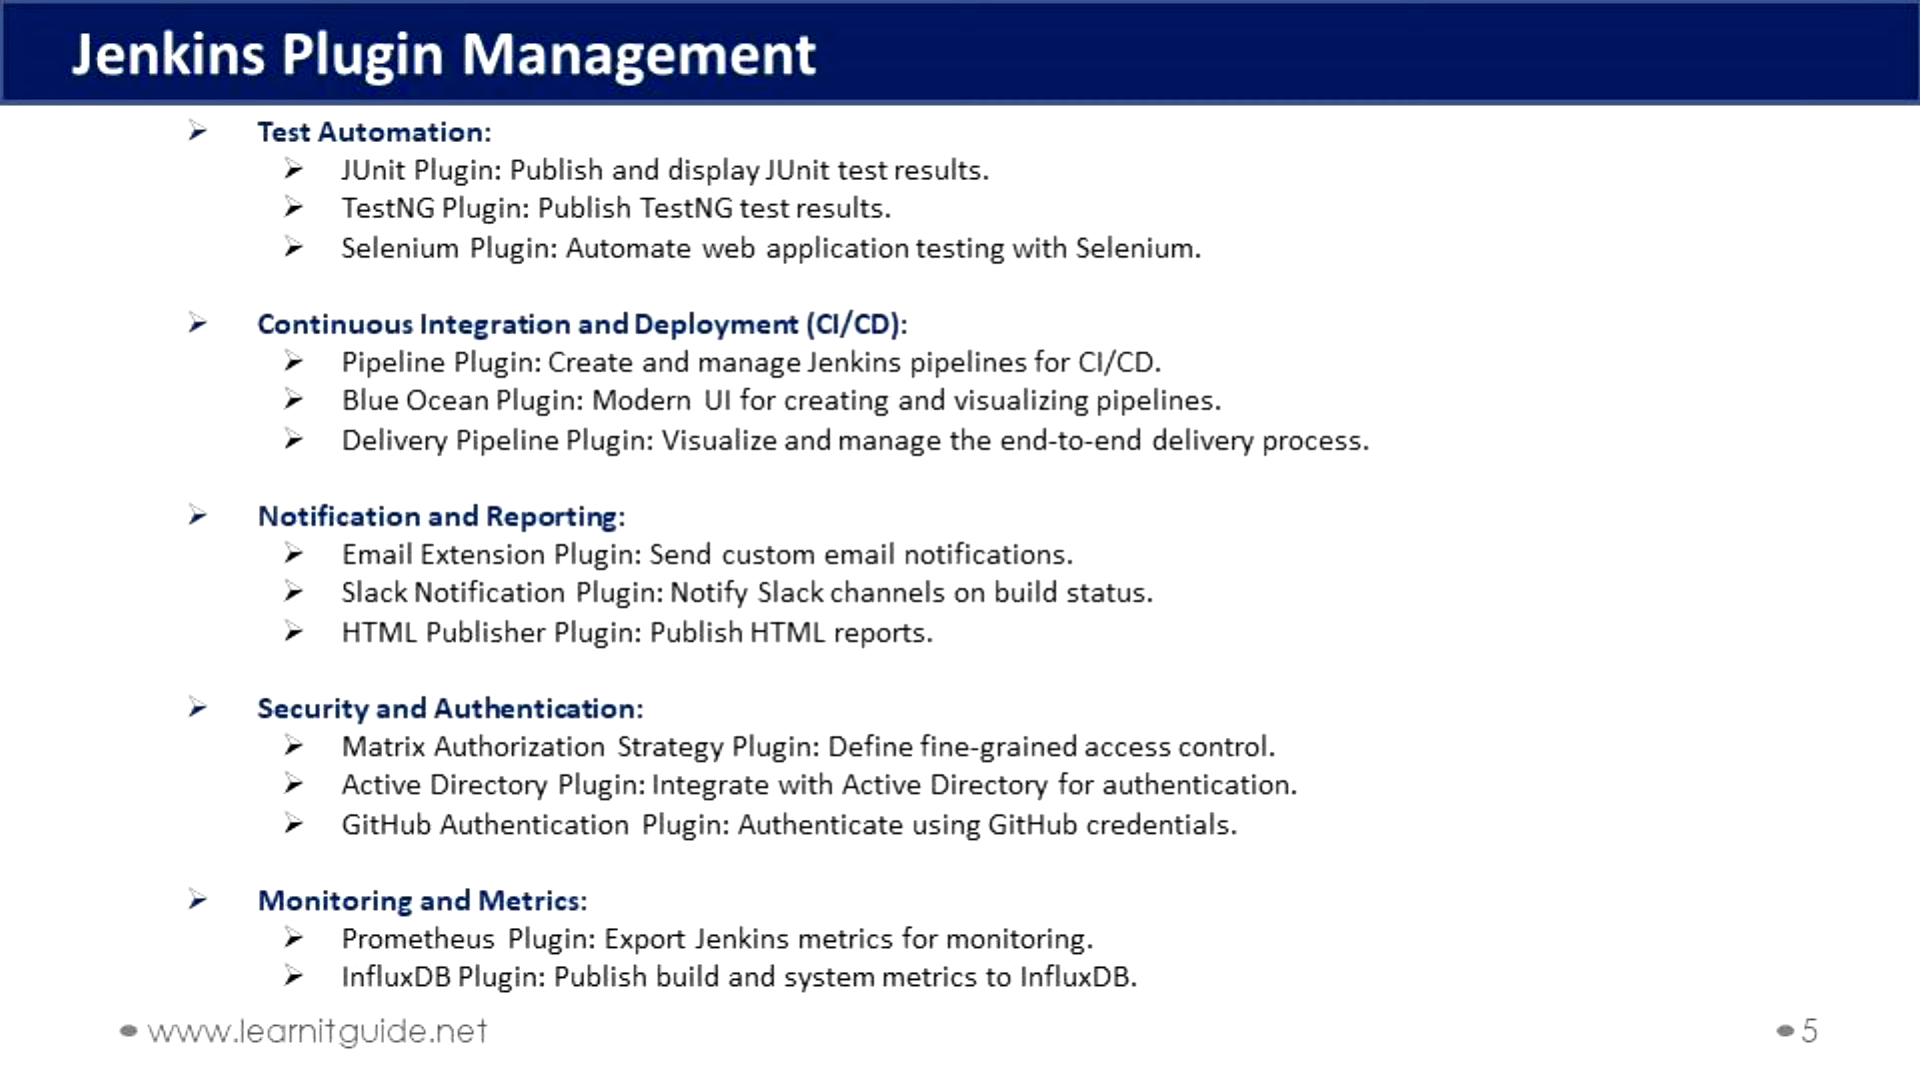 Jenkins Plugin Management
Test Automation:
JUnit Plugin: Publish and display JUnit test results.
TestNG Plugin: Publish TestNG test results.
Selenium Plugin: Automate web application testing with Selenium.
Continuous Integration and Deployment (CI/CD):
Pipeline Plugin: Create and manage Jenkins pipelines for CI/CD.
Blue Ocean Plugin: Modern UI for creating and visualizing pipelines.
Delivery Pipeline Plugin: Visualize and manage the end-to-end delivery process.
Notification and Reporting:
Email Extension Plugin: Send custom email notifications.
Slack Notification Plugin: Notify Slack channels on build status.
HTML Publisher Plugin: Publish HTML reports.
Security and Authentication:
Matrix Authorization Strategy Plugin: Define fine-grained access control.
Active Directory Plugin: Integrate with Active Directory for authentication.
GitHub Authentication Plugin: Authenticate using GitHub credentials.
Monitoring and Metrics:
Prometheus Plugin: Export Jenkins metrics for monitoring.
InfluxDB Plugin: Publish build and system metrics to InfluxDB.
www.learnitguide.net
5